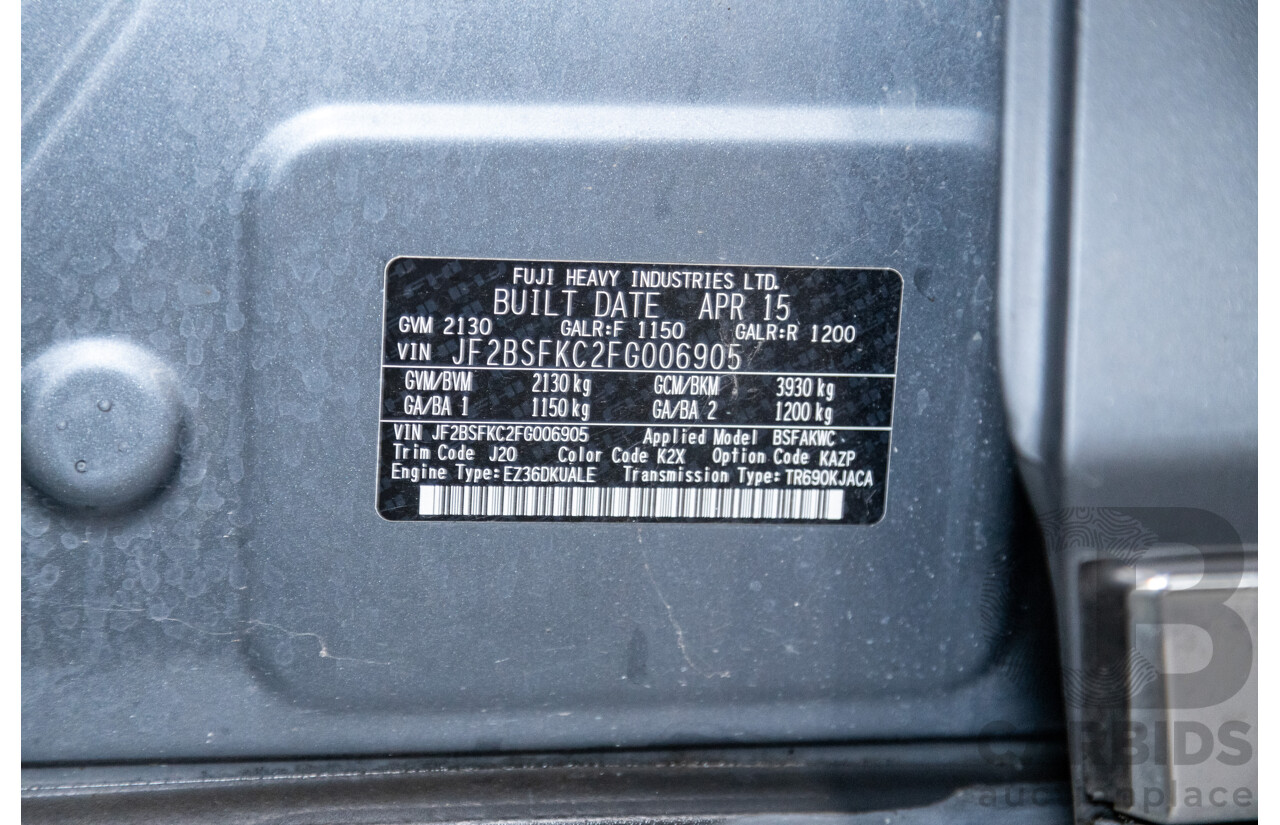 FUJI HEAVY INDUSTRIES LTD.
BUILT DATE APR 15
GVM 2130 GALR:F 1150 GALR:R 1200
VIN JF2BSFKC2FG006905
GVM/BVM 2130 kg GCM/BKM 3930 kg
GA/BA 1 1150 kg GA/BA 2 1200 kg
VIN JF2BSFKC2FG006905 Applied Model BSFAKWC
Trim Code J20 Color Code K2X Option Code KAZP
Engine Type: EZ36DKUALE Transmission Type: TR690KJACA
B
CARBIDS
auctionplace